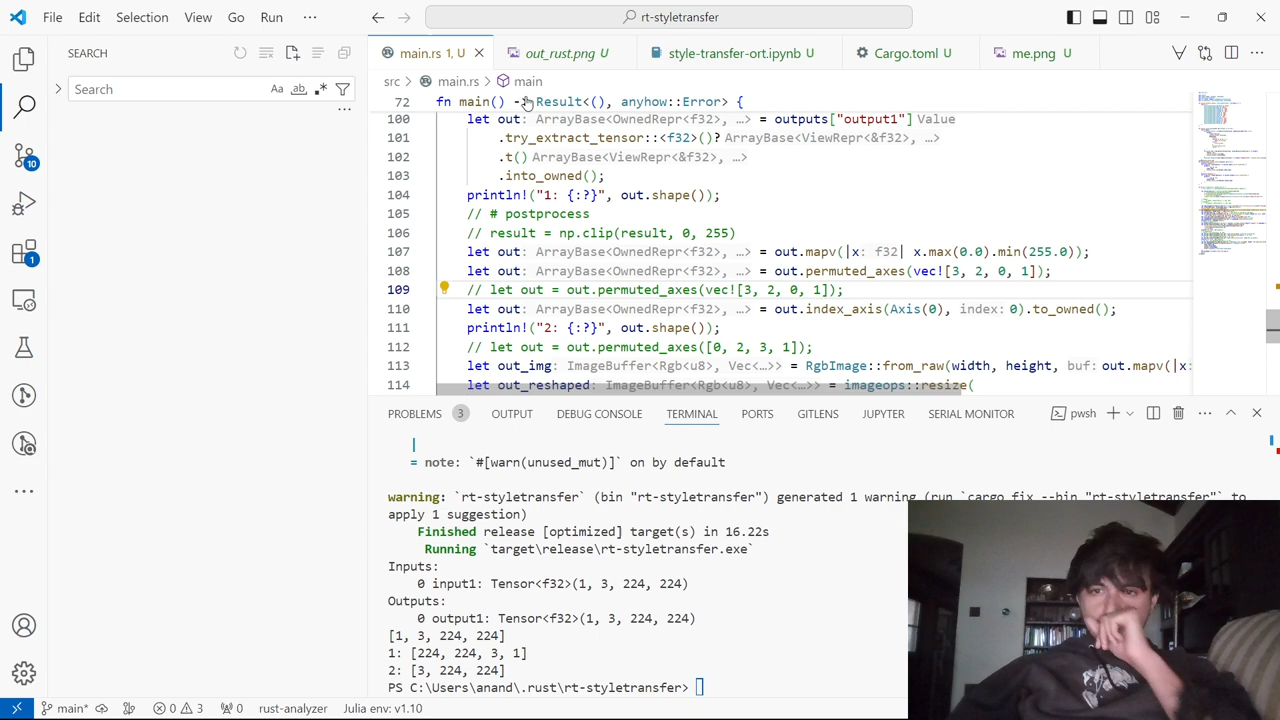 File Edit Selection View Go Run ··· rt-styletransfer
SEARCH
Search Aa ab
10
1
main.rs 1, U out_rust.png U style-transfer-ort.ipynb U Cargo.toml U me.png U
src > main.rs > main
72 fn main() Result<(), anyhow::Error> {
100 let out: ArrayBase<OwnedRepr<f32>, …> = outputs["output1"] Value
101 .try_extract_tensor::<f32>()? ArrayBase<ViewRepr<&f32>, …>
102 ArrayBase<ViewRepr<&f32>, …>
103 .to_owned();
104 println!("1: {:?}", out.shape());
105
106 # result = np.clip(result, 0, 255)
107 let out: ArrayBase<OwnedRepr<f32>, …> = out.mapv(|x: f32| x.max(0.0).min(255.0));
108 let out: ArrayBase<OwnedRepr<f32>, …> = out.permuted_axes(vec![3, 2, 0, 1]);
109 // let out = out.permuted_axes(vec![3, 2, 0, 1]);
110 let out: ArrayBase<OwnedRepr<f32>, …> = out.index_axis(Axis(0), index: 0).to_owned();
111 println!("2: {:?}", out.shape());
112 // let out = out.permuted_axes([0, 2, 3, 1]);
113 let out_img: ImageBuffer<Rgb<u8>, Vec<…>> = RgbImage::from_raw(width, height, buf: out.mapv(|x:
114 let out_reshaped: ImageBuffer<Rgb<u8>, Vec<…>> = imageops::resize(
PROBLEMS 3 OUTPUT DEBUG CONSOLE TERMINAL PORTS GITLENS JUPYTER SERIAL MONITOR pwsh
|
= note: `#[warn(unused_mut)]` on by default
warning: `rt-styletransfer` (bin "rt-styletransfer") generated 1 warning (run `cargo fix --bin "rt-styletransfer"` to
apply 1 suggestion)
Finished release [optimized] target(s) in 16.22s
Running `target\release\rt-styletransfer.exe`
Inputs:
0 input1: Tensor<f32>(1, 3, 224, 224)
Outputs:
0 output1: Tensor<f32>(1, 3, 224, 224)
[1, 3, 224, 224]
1: [224, 224, 3, 1]
2: [3, 224, 224]
PS C:\Users\anand\.rust\rt-styletransfer>
main* 0 3 0 rust-analyzer Julia env: v1.10